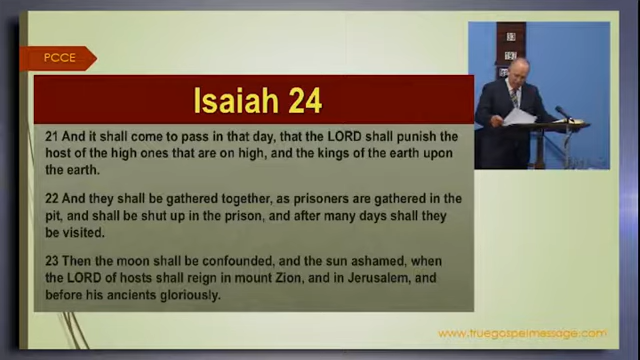 PCCE
Isaiah 24
21 And it shall come to pass in that day, that the LORD shall punish the
host of the high ones that are on high, and the kings of the earth upon
the earth.
22 And they shall be gathered together, as prisoners are gathered in the
pit, and shall be shut up in the prison, and after many days shall they
be visited.
23 Then the moon shall be confounded, and the sun ashamed, when
the LORD of hosts shall reign in mount Zion, and in Jerusalem, and
before his ancients gloriously.
www.truegospelmessage.com